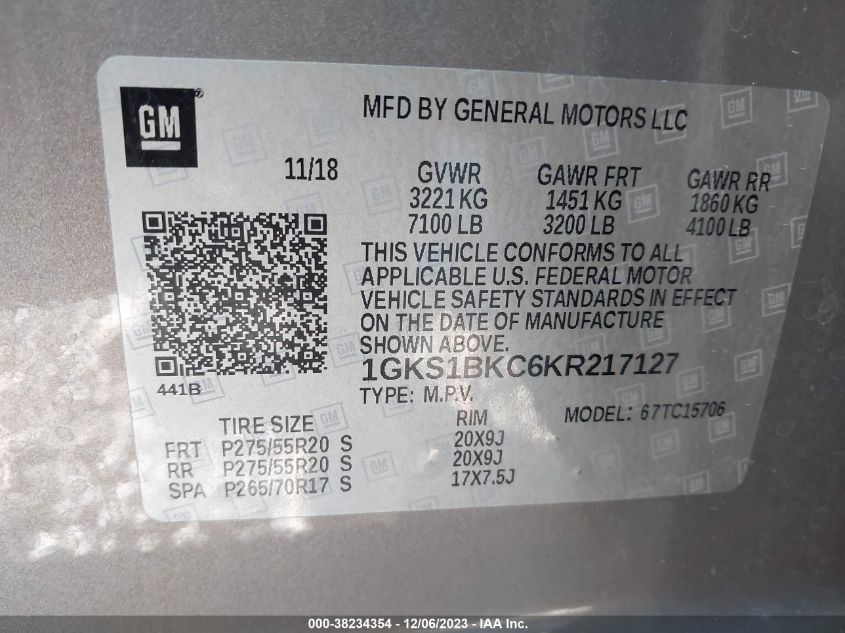 GM
MFD BY GENERAL MOTORS LLC
11/18 GVWR GAWR FRT GAWR RR
3221 KG 1451 KG 1860 KG
7100 LB 3200 LB 4100 LB
THIS VEHICLE CONFORMS TO ALL
APPLICABLE U.S. FEDERAL MOTOR
VEHICLE SAFETY STANDARDS IN EFFECT
ON THE DATE OF MANUFACTURE
SHOWN ABOVE.
1GKS1BKC6KR217127
441B
TYPE: M.P.V. MODEL: 67TC15706
TIRE SIZE RIM
FRT P275/55R20 S 20X9J
RR P275/55R20 S 20X9J
SPA P265/70R17 S 17X7.5J
000-38234354 - 12/06/2023 - IAA Inc.